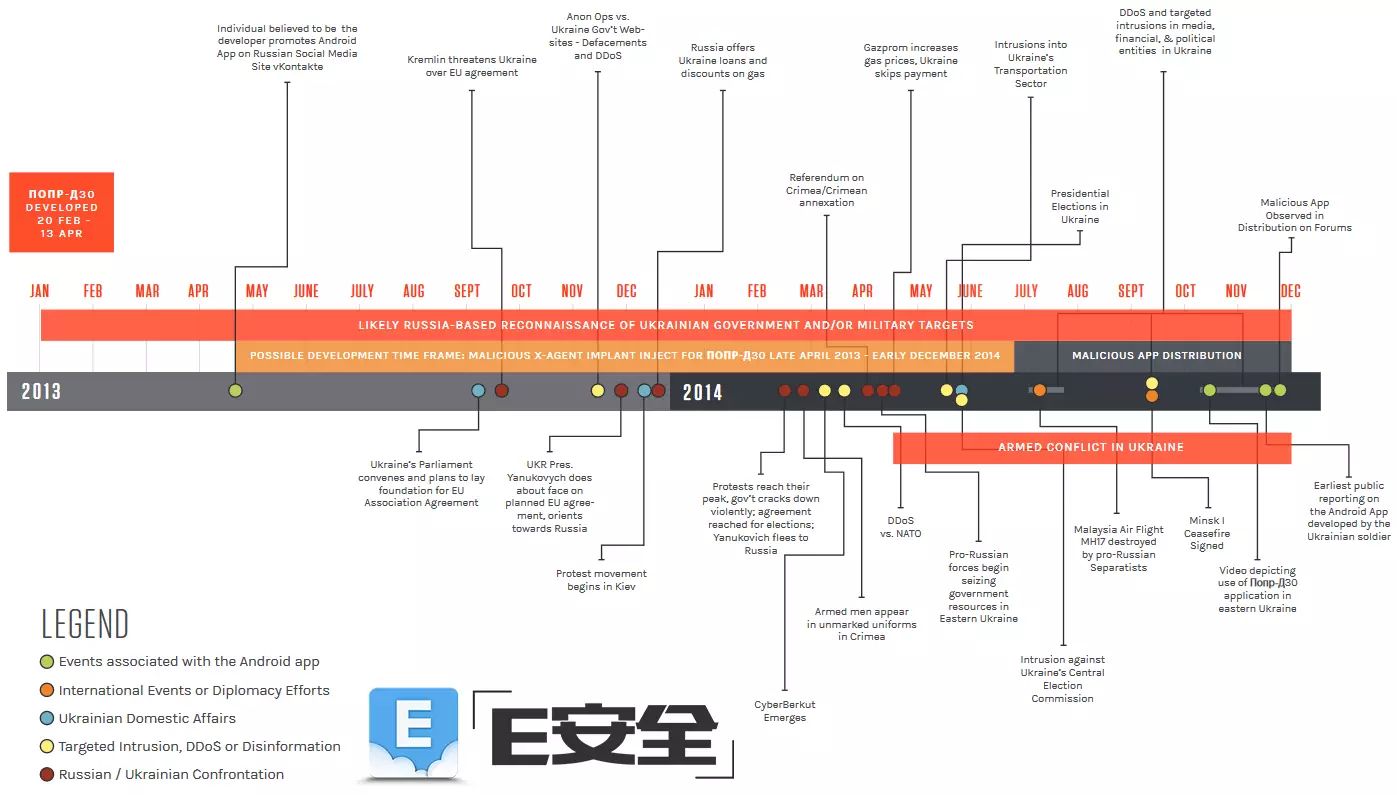 Individual believed to be the
developer promotes Android
App on Russian Social Media
Site vKontakte
Kremlin threatens Ukraine
over EU agreement
Anon Ops vs.
Ukraine Gov't Web-
sites - Defacements
and DDoS
Russia offers
Ukraine loans and
discounts on gas
Gazprom increases
gas prices, Ukraine
skips payment
Intrusions into
Ukraine's
Transportation
Sector
DDoS and targeted
intrusions in media,
financial, & political
entities in Ukraine
Referendum on
Crimea/Crimean
annexation
Presidential
Elections in
Ukraine
Malicious App
Observed in
Distribution on Forums
ПОПР-Д30
DEVELOPED
20 FEB -
13 APR
JAN FEB MAR APR MAY JUNE JULY AUG SEPT OCT NOV DEC JAN FEB MAR APR MAY JUNE JULY AUG SEPT OCT NOV DEC
LIKELY RUSSIA-BASED RECONNAISSANCE OF UKRAINIAN GOVERNMENT AND/OR MILITARY TARGETS
POSSIBLE DEVELOPMENT TIME FRAME: MALICIOUS X-AGENT IMPLANT INJECT FOR ПОПР-Д30 LATE APRIL 2013 - EARLY DECEMBER 2014
MALICIOUS APP DISTRIBUTION
2013
2014
ARMED CONFLICT IN UKRAINE
Ukraine's Parliament
convenes and plans to lay
foundation for EU
Association Agreement
UKR Pres.
Yanukovych does
about face on
planned EU agree-
ment, orients
towards Russia
Protest movement
begins in Kiev
Protests reach their
peak, gov't cracks down
violently; agreement
reached for elections;
Yanukovich flees to
Russia
CyberBerkut
Emerges
Armed men appear
in unmarked uniforms
in Crimea
DDoS
vs. NATO
Pro-Russian
forces begin
seizing
government
resources in
Eastern Ukraine
Intrusion against
Ukraine's Central
Election
Commission
Malaysia Air Flight
MH17 destroyed
by pro-Russian
Separatists
Minsk I
Ceasefire
Signed
Video depicting
use of Попр-Д30
application in
eastern Ukraine
Earliest public
reporting on
the Android App
developed by the
Ukrainian soldier
LEGEND
Events associated with the Android app
International Events or Diplomacy Efforts
Ukrainian Domestic Affairs
Targeted Intrusion, DDoS or Disinformation
Russian / Ukrainian Confrontation
E
E安全